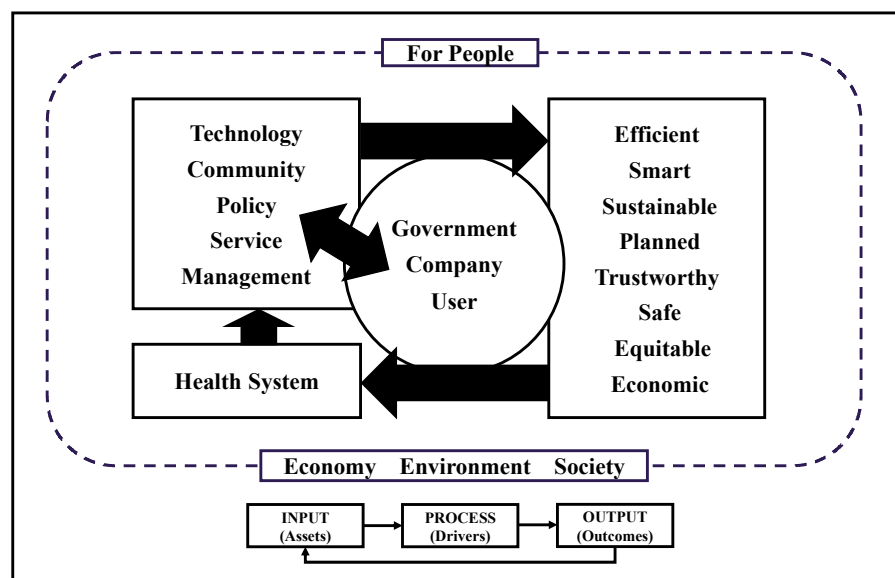 For People
Technology
Community
Policy
Service
Management
Government
Company
User
Efficient
Smart
Sustainable
Planned
Trustworthy
Safe
Equitable
Economic
Health System
Economy Environment Society
INPUT
(Assets)
PROCESS
(Drivers)
OUTPUT
(Outcomes)